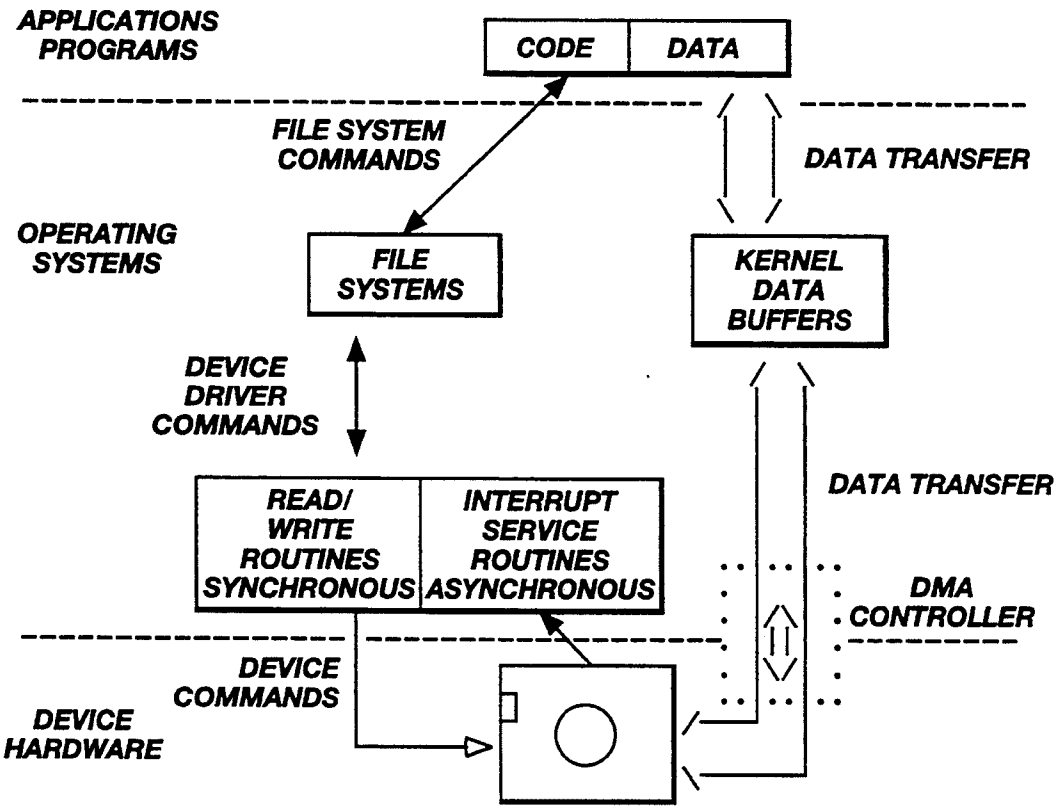 APPLICATIONS
PROGRAMS
CODE DATA
FILE SYSTEM
COMMANDS
DATA TRANSFER
OPERATING
SYSTEMS
FILE
SYSTEMS
KERNEL
DATA
BUFFERS
DEVICE
DRIVER
COMMANDS
READ/
WRITE
ROUTINES
SYNCHRONOUS
INTERRUPT
SERVICE
ROUTINES
ASYNCHRONOUS
DATA TRANSFER
DMA
CONTROLLER
DEVICE
COMMANDS
DEVICE
HARDWARE